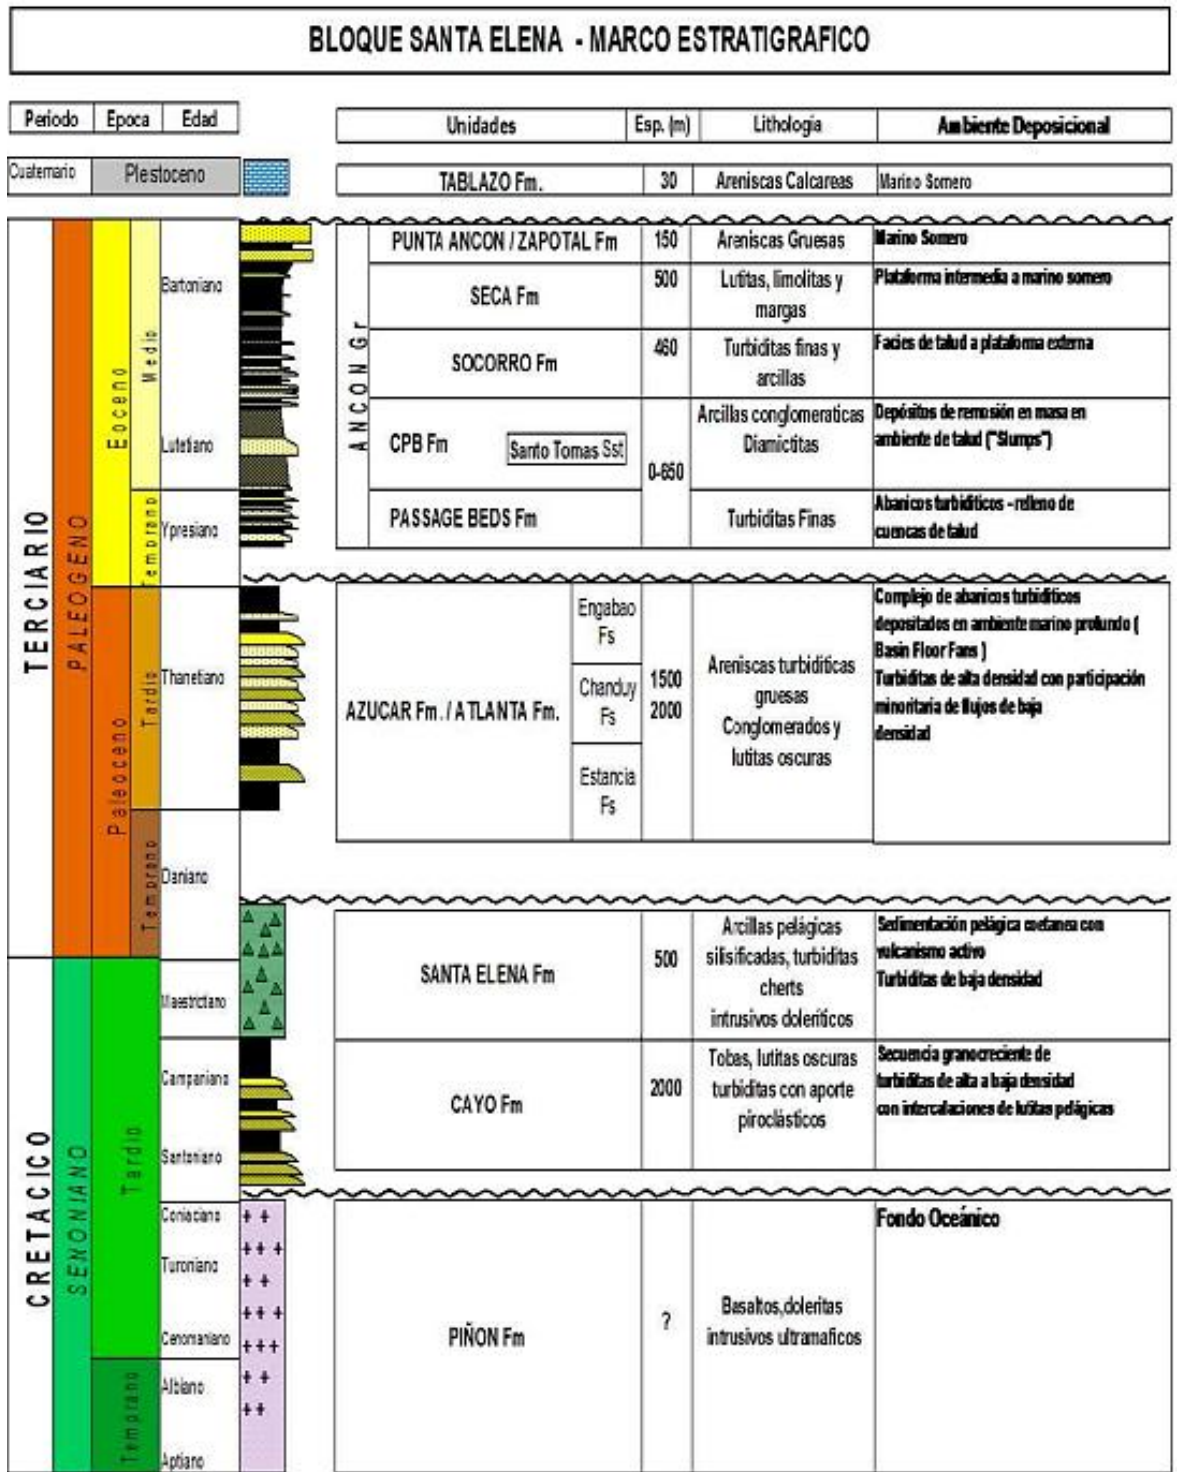 BLOQUE SANTA ELENA - MARCO ESTRATIGRAFICO
Periodo Epoca Edad
Unidades Esp. (m) Lithologia Ambiente Deposicional
Cuaternario Plestoceno
TABLAZO Fm. 30 Areniscas Calcareas Marino Somero
TERCIARIO
PALEOGENO
Eoceno
Medio
Bartoniano
Lutetiano
Temprano
Ypresiano
Paleoceno
Tardio
Thanetiano
Temprano
Daniano
CRETACICO
SENONIANO
Tardio
Maestrictiano
Campaniano
Santoniano
Coniaciano
Turoniano
Cenomaniano
Temprano
Albiano
Aptiano
ANCON Gr
PUNTA ANCON / ZAPOTAL Fm 150 Areniscas Gruesas Marino Somero
SECA Fm
500
Lutitas, limolitas y
margas
Plataforma intermedia a marino somero
SOCORRO Fm
460
Turbiditas finas y
arcillas
Facies de talud a plataforma externa
CPB Fm
Santo Tomas Sst
0-650
Arcillas conglomeraticas
Diamictitas
Depósitos de remosión en masa en
ambiente de talud ("Slumps")
PASSAGE BEDS Fm
Turbiditas Finas
Abanicos turbidíticos - relleno de
cuencas de talud
AZUCAR Fm. / ATLANTA Fm.
Engabao
Fs
Chanduy
Fs
Estancia
Fs
1500
2000
Areniscas turbidíticas
gruesas
Conglomerados y
lutitas oscuras
Complejo de abanicos turbidíticos
depositados en ambiente marino profundo (
Basin Floor Fans )
Turbiditas de alta densidad con participación
minoritaria de flujos de baja
densidad
SANTA ELENA Fm
500
Arcillas pelágicas
silisificadas, turbiditas
cherts
intrusivos doleríticos
Sedimentación pelágica coetanea con
vulcanismo activo
Turbiditas de baja densidad
CAYO Fm
2000
Tobas, lutitas oscuras
turbiditas con aporte
piroclásticos
Secuencia granocreciente de
turbiditas de alta a baja densidad
con intercalaciones de lutitas pelágicas
PIÑON Fm
?
Basaltos,doleritas
intrusivos ultramaficos
Fondo Oceánico